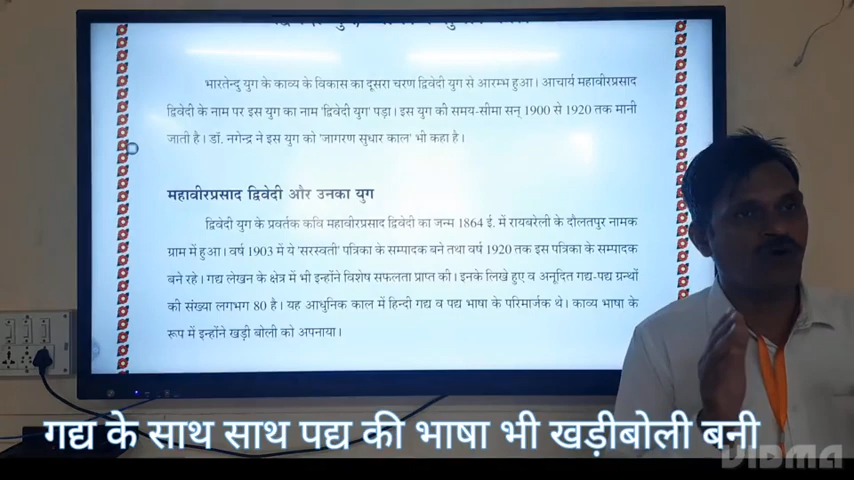 भारतेन्दु युग के काव्य के विकास का दूसरा चरण द्विवेदी युग से आरम्भ हुआ। आचार्य महावीरप्रसाद
द्विवेदी के नाम पर इस युग का नाम 'द्विवेदी युग' पड़ा। इस युग की समय-सीमा सन् 1900 से 1920 तक मानी
जाती है। डॉ. नगेन्द्र ने इस युग को 'जागरण सुधार काल' भी कहा है।
महावीरप्रसाद द्विवेदी और उनका युग
द्विवेदी युग के प्रवर्तक कवि महावीरप्रसाद द्विवेदी का जन्म 1864 ई. में रायबरेली के दौलतपुर नामक
ग्राम में हुआ। वर्ष 1903 में ये 'सरस्वती' पत्रिका के सम्पादक बने तथा वर्ष 1920 तक इस पत्रिका के सम्पादक
बने रहे। गद्य लेखन के क्षेत्र में भी इन्होंने विशेष सफलता प्राप्त की। इनके लिखे हुए व अनूदित गद्य-पद्य ग्रन्थों
की संख्या लगभग 80 है। यह आधुनिक काल में हिन्दी गद्य व पद्य भाषा के परिमार्जक थे। काव्य भाषा के
रूप में इन्होंने खड़ी बोली को अपनाया।
गद्य के साथ साथ पद्य की भाषा भी खड़ीबोली बनी
VIDMA